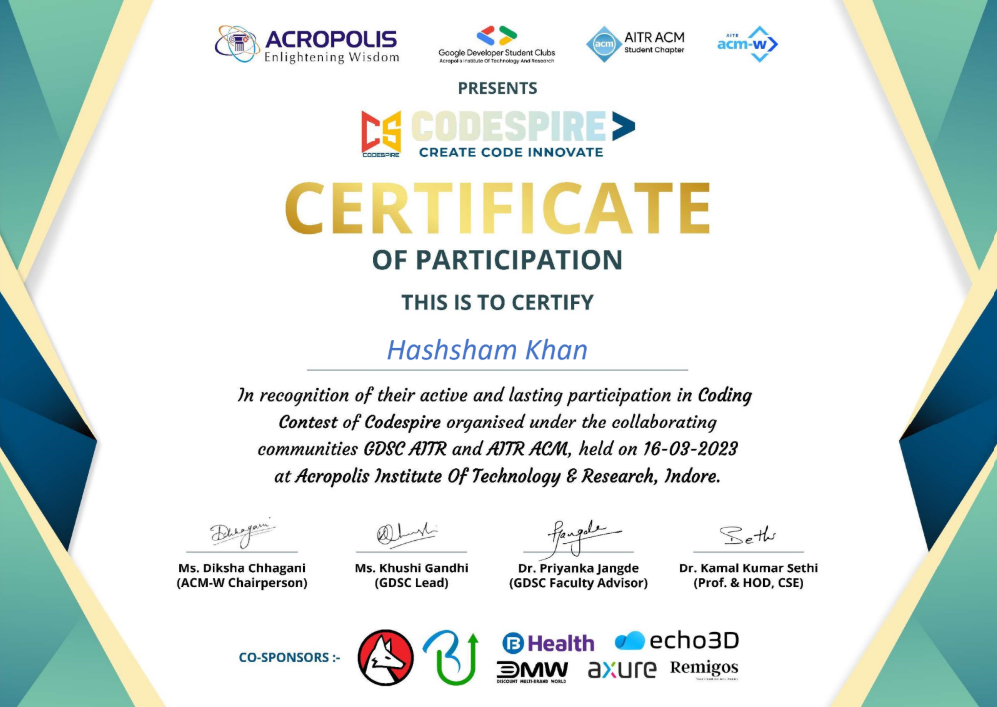 ACROPOLIS
Enlightening Wisdom
Google Developer Student Clubs
Acropolis Institute Of Technology And Research
acm
AITR ACM
Student Chapter
AITR
acm-w
PRESENTS
CS
CODESPIRE
CODESPIRE>
CREATE CODE INNOVATE
CERTIFICATE
OF PARTICIPATION
THIS IS TO CERTIFY
Hashsham Khan
In recognition of their active and lasting participation in Coding
Contest of Codespire organised under the collaborating
communities GDSC AITR and AITR ACM, held on 16-03-2023
at Acropolis Institute Of Technology & Research, Indore.
Ms. Diksha Chhagani
(ACM-W Chairperson)
Ms. Khushi Gandhi
(GDSC Lead)
Dr. Priyanka Jangde
(GDSC Faculty Advisor)
Dr. Kamal Kumar Sethi
(Prof. & HOD, CSE)
CO-SPONSORS :-
B Health
echo3D
DMW
DISCOUNT MULTI-BRAND WORLD
axure
Remigos